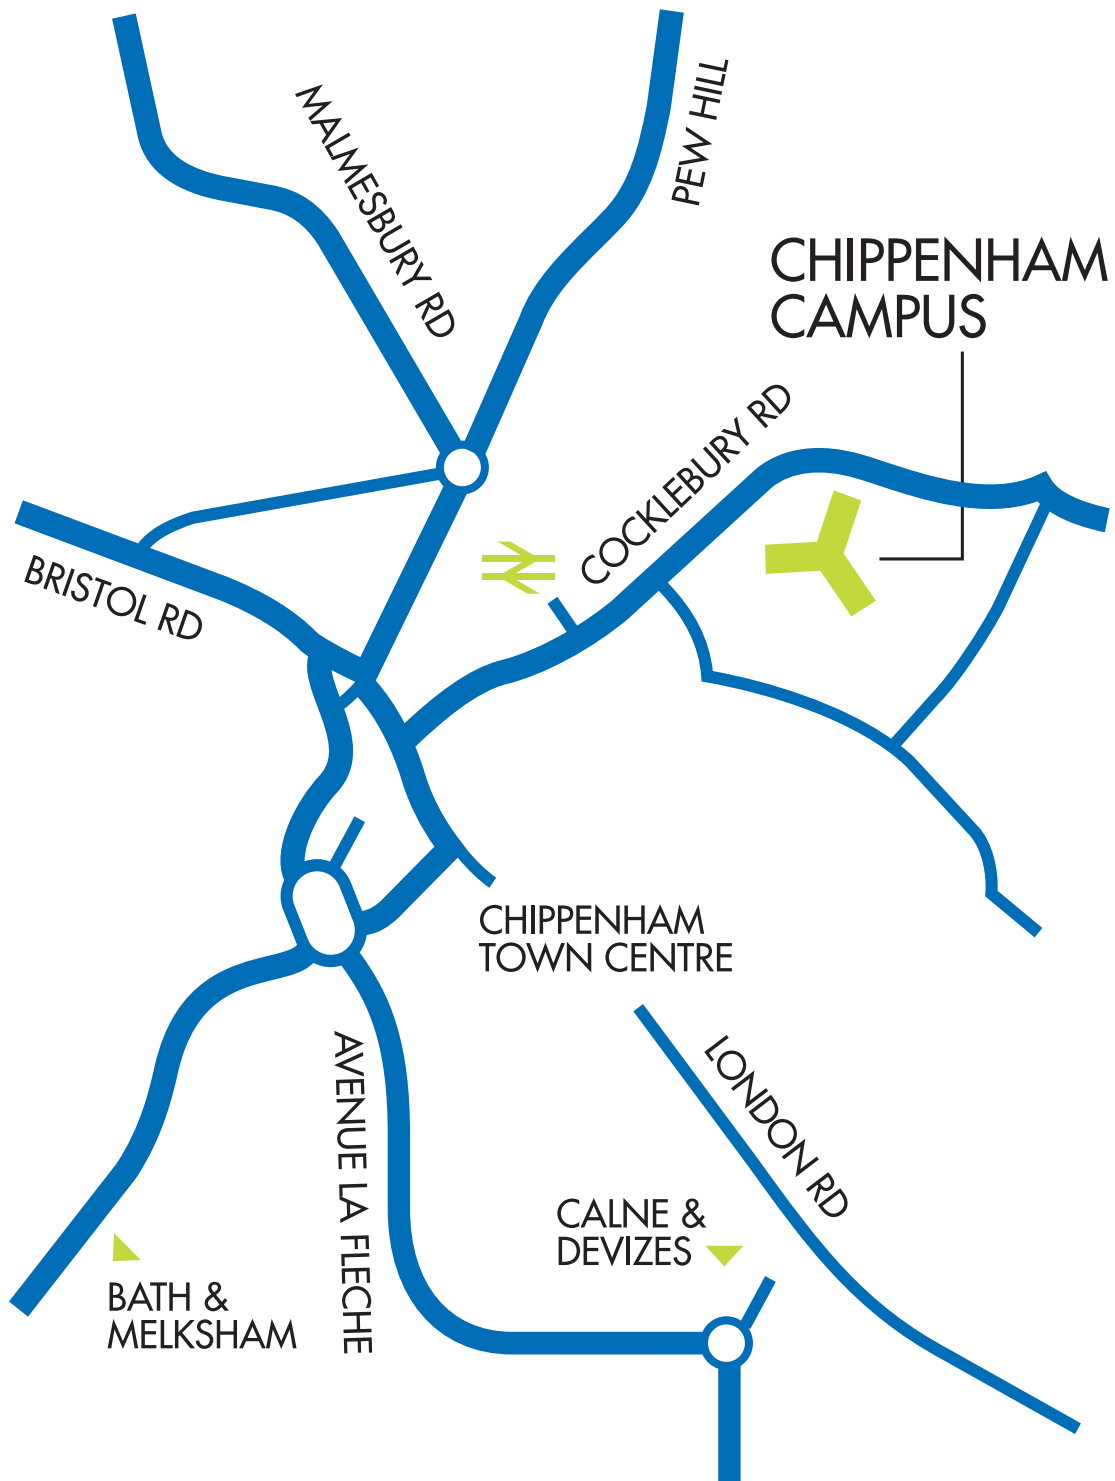 MALMESBURY RD
PEW HILL
CHIPPENHAM
CAMPUS
COCKLEBURY RD
BRISTOL RD
CHIPPENHAM
TOWN CENTRE
AVENUE LA FLECHE
LONDON RD
CALNE &
DEVIZES
BATH &
MELKSHAM